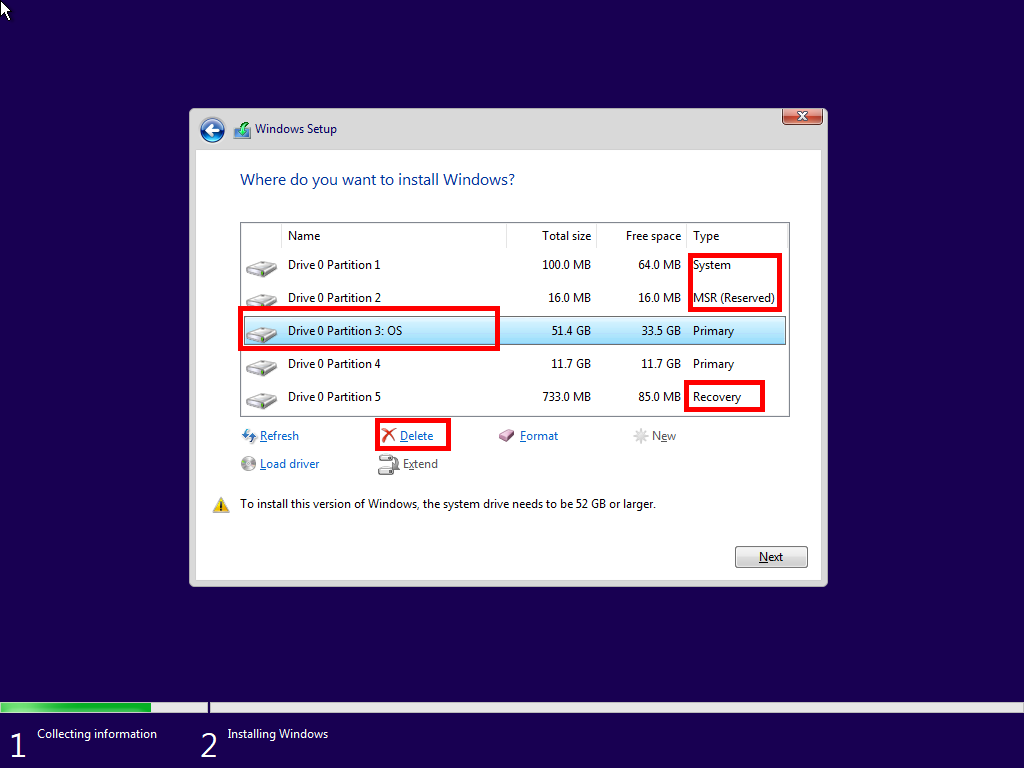 Windows Setup
Where do you want to install Windows?
Name Total size Free space Type
Drive 0 Partition 1 100.0 MB 64.0 MB System
Drive 0 Partition 2 16.0 MB 16.0 MB MSR (Reserved)
Drive 0 Partition 3: OS 51.4 GB 33.5 GB Primary
Drive 0 Partition 4 11.7 GB 11.7 GB Primary
Drive 0 Partition 5 733.0 MB 85.0 MB Recovery
Refresh Delete Format New
Load driver Extend
To install this version of Windows, the system drive needs to be 52 GB or larger.
Next
1 Collecting information 2 Installing Windows